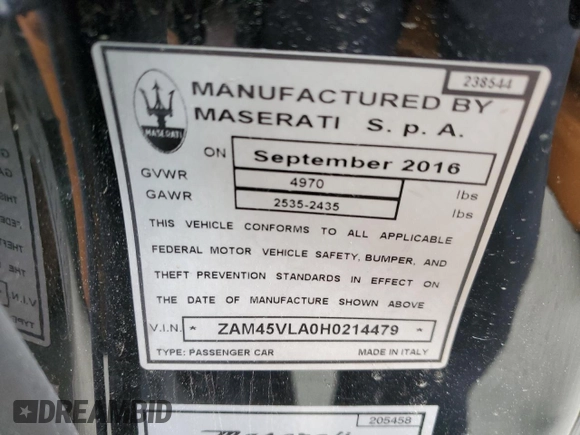 238544
MASERATI
MANUFACTURED BY
MASERATI S. p. A.
ON September 2016
GVWR 4970 lbs
GAWR 2535-2435 lbs
THIS VEHICLE CONFORMS TO ALL APPLICABLE
FEDERAL MOTOR VEHICLE SAFETY, BUMPER, AND
THEFT PREVENTION STANDARDS IN EFFECT ON
THE DATE OF MANUFACTURE SHOWN ABOVE
V.I.N. * ZAM45VLA0H0214479 *
TYPE: PASSENGER CAR MADE IN ITALY
205458
DREAMBID